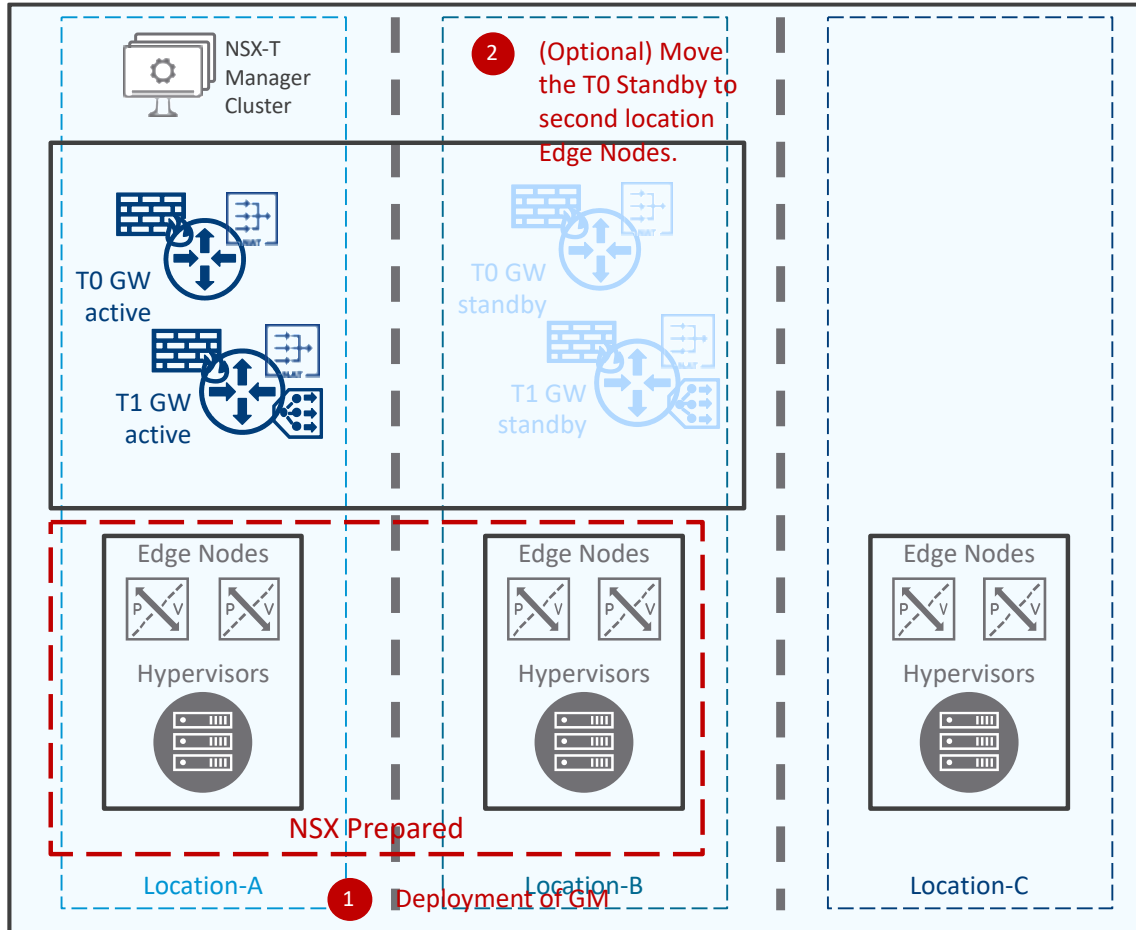 NSX-T
Manager
Cluster
2
(Optional) Move
the T0 Standby to
second location
Edge Nodes.
NAT
T0 GW
active
T0 GW
standby
T1 GW
active
T1 GW
standby
Edge Nodes
P V
P V
Hypervisors
Edge Nodes
P V
P V
Hypervisors
Edge Nodes
P V
P V
Hypervisors
NSX Prepared
Location-A
Location-B
Location-C
1
Deployment of GM